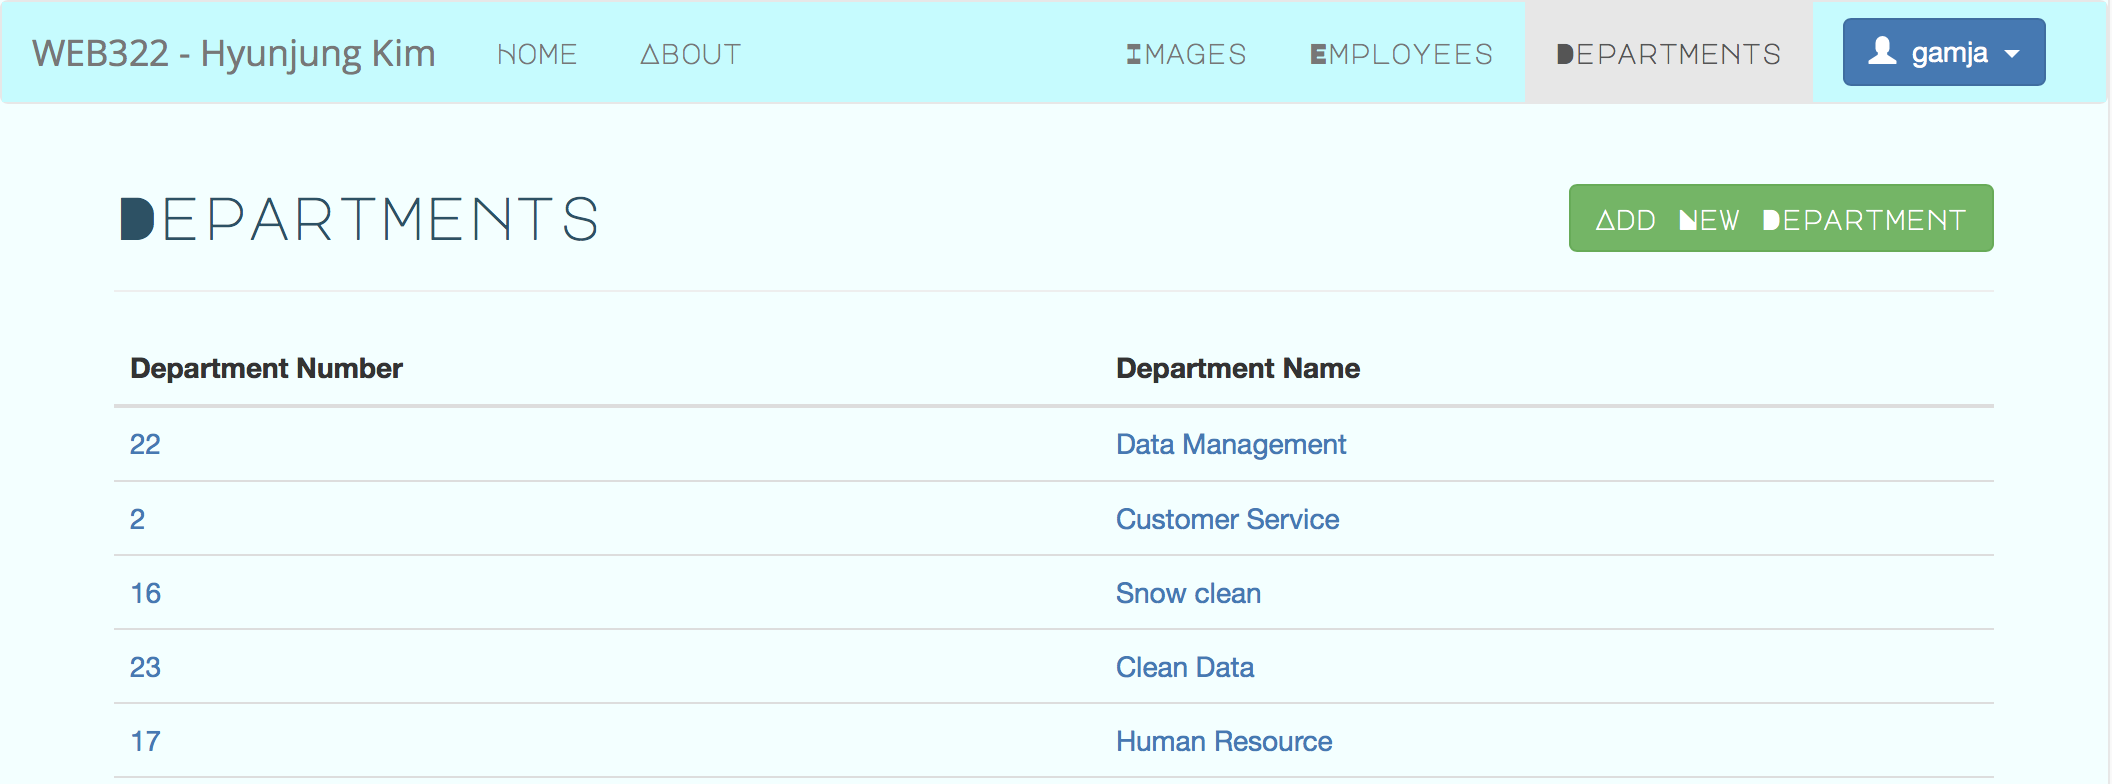 WEB322 - Hyunjung Kim Home About Images Employees Departments gamja
Departments Add New Department
Department Number Department Name
22 Data Management
2 Customer Service
16 Snow clean
23 Clean Data
17 Human Resource